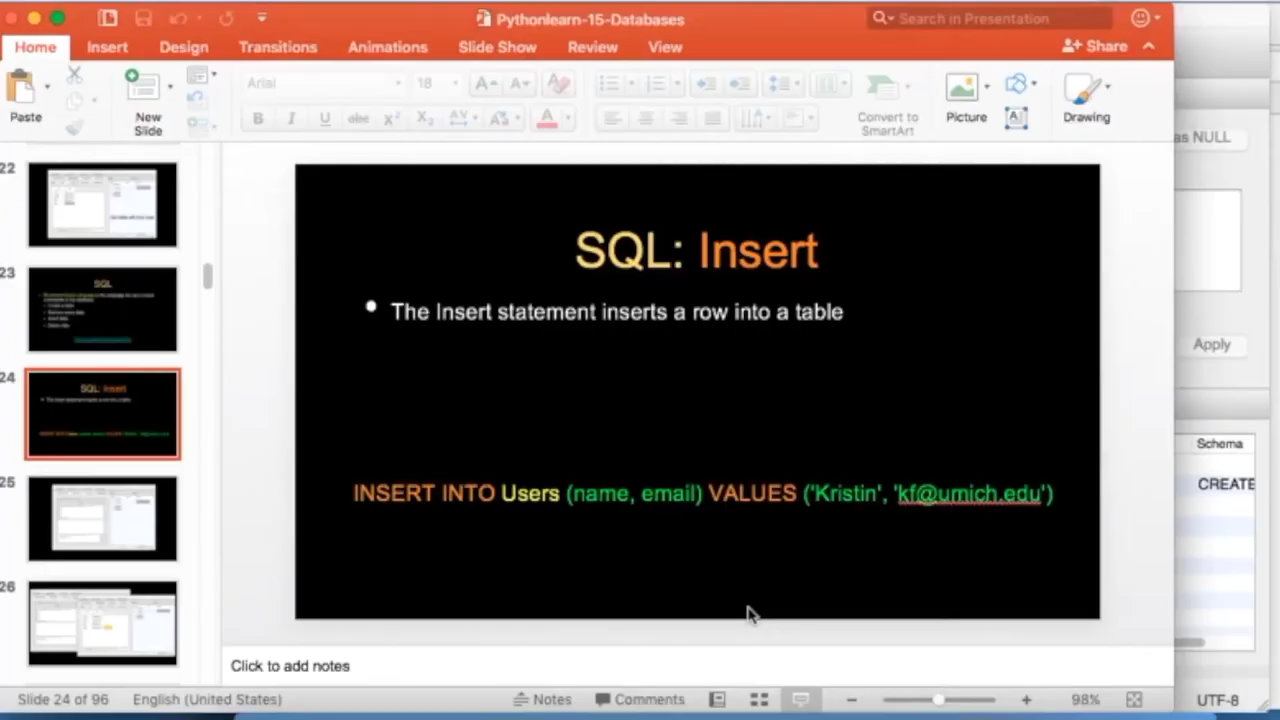 Pythonlearn-15-Databases
Search in Presentation
Home Insert Design Transitions Animations Slide Show Review View Share
Paste
New
Slide
Arial 18
Convert to
SmartArt
Picture
Drawing
as NULL
Apply
Schema
CREATE
UTF-8
22
23
SQL
24
SQL: Insert
25
26
SQL: Insert
• The Insert statement inserts a row into a table
INSERT INTO Users (name, email) VALUES ('Kristin', 'kf@umich.edu')
Click to add notes
Slide 24 of 96 English (United States) Notes Comments 98%